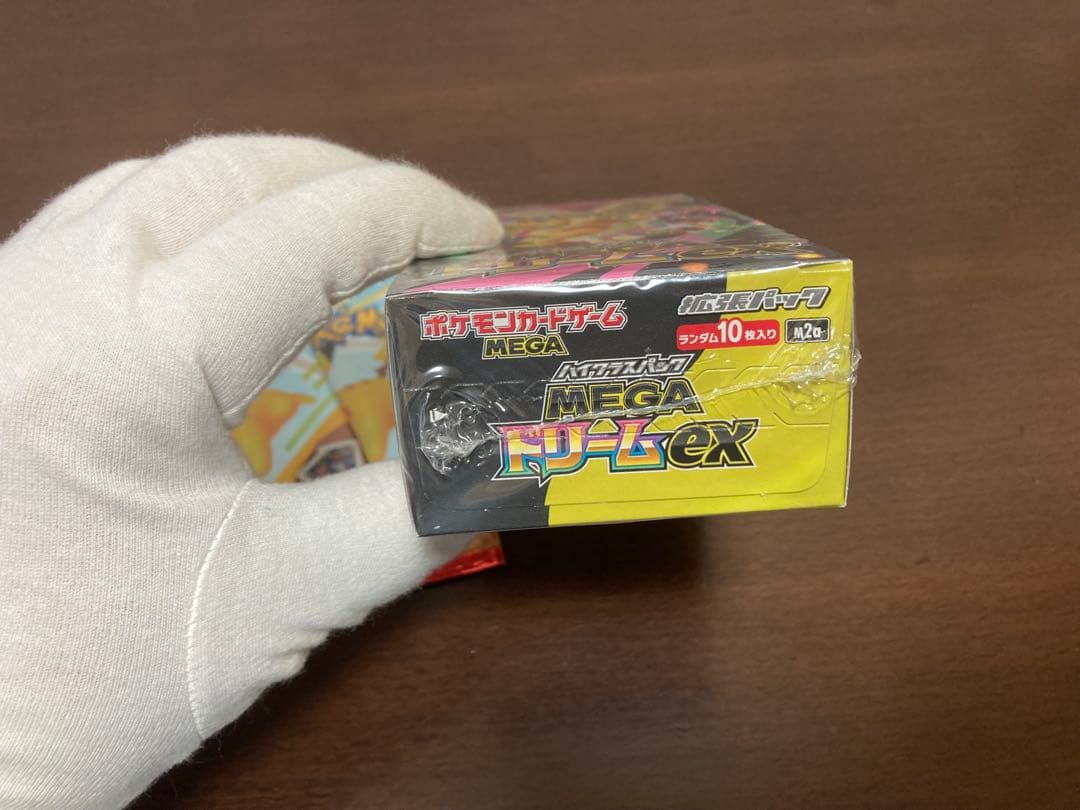 ポケモンカードゲーム
MEGA
拡張パック
ランダム10枚入り
M2a
ハイクラスパック
MEGA
ドリームex